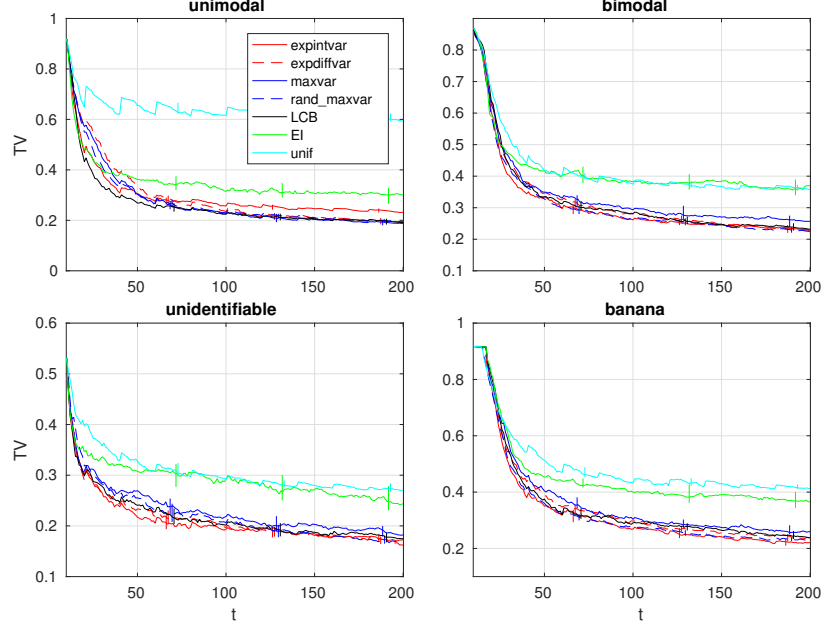 unimodal
1
0.8
0.6
0.4
0.2
0
TV
50
100
150
200
expintvar
expdiffvar
maxvar
rand_maxvar
LCB
EI
unif
bimodal
0.8
0.7
0.6
0.5
0.4
0.3
0.2
0.1
50
100
150
200
unidentifiable
0.6
0.5
0.4
0.3
0.2
0.1
TV
50
100
150
200
t
banana
1
0.8
0.6
0.4
0.2
50
100
150
200
t